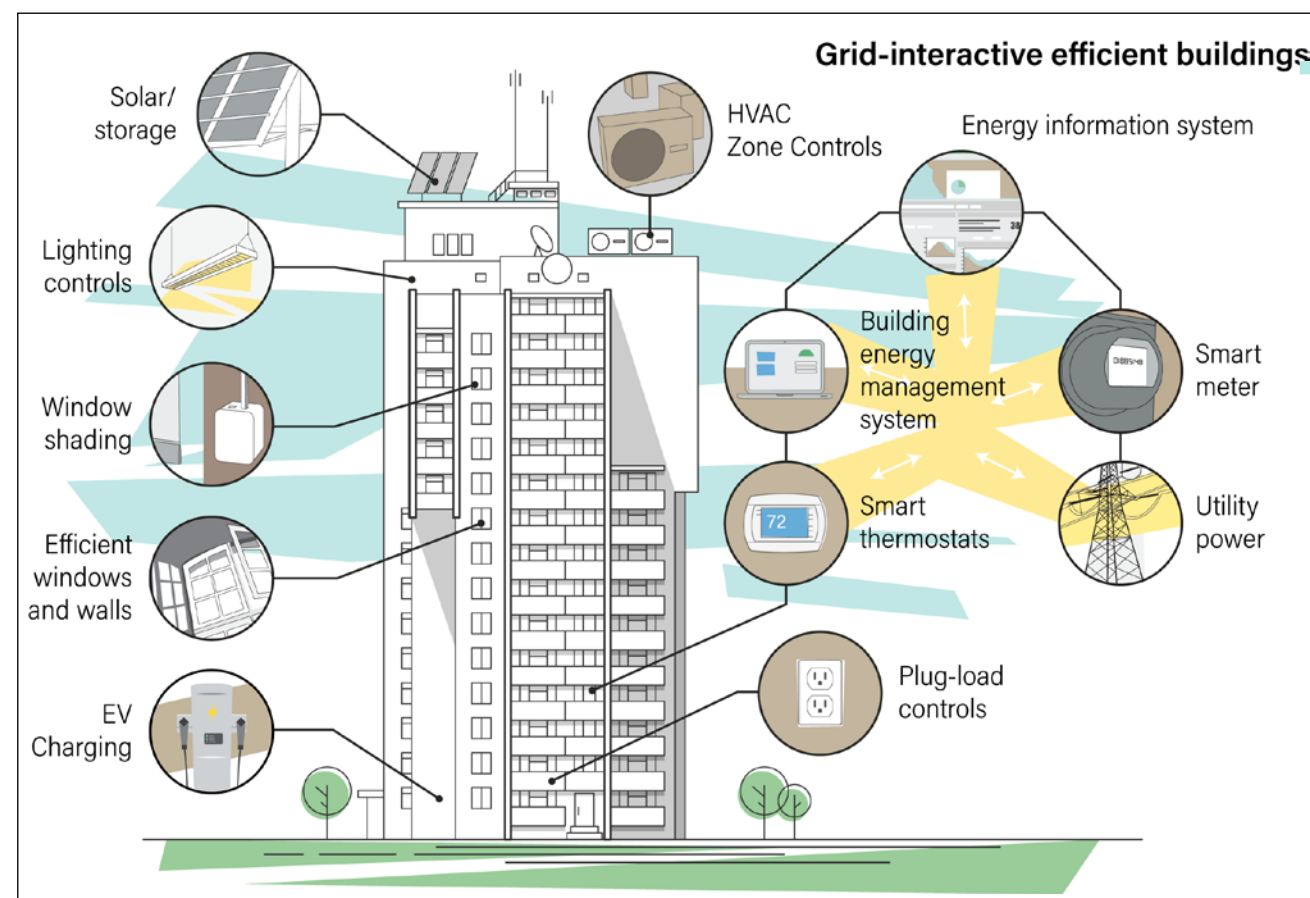 Grid-interactive efficient buildings
Solar/
storage
HVAC
Zone Controls
Energy information system
Lighting
controls
Building
energy
management
system
Smart
meter
Window
shading
72
Smart
thermostats
Utility
power
Efficient
windows
and walls
Plug-load
controls
EV
Charging